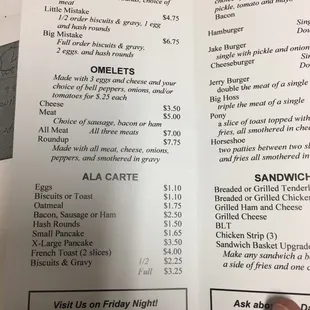 meat
Little Mistake $4.75
1/2 order biscuits & gravy, 1 egg
and hash rounds
Big Mistake $6.75
Full order biscuits & gravy,
2 eggs. and hash rounds
OMELETS
Made with 3 eggs and cheese and your
choice of bell peppers, onions, and/or
tomatoes for $.25 each
Cheese $3.50
Meat $5.00
Choice of sausage, bacon or ham
All Meat All three meats $7.00
Roundup $7.75
Made with all meat, cheese, onions,
peppers, and smothered in gravy
ALA CARTE
Eggs $1.10
Biscuits or Toast $1.10
Oatmeal $1.75
Bacon, Sausage or Ham $2.50
Hash Rounds $1.50
Small Pancake $1.65
X-Large Pancake $3.50
French Toast (2 slices) $4.00
Biscuits & Gravy 1/2 $2.25
Full $3.25
Visit Us on Friday Night!
pickle, tomato and mayo
Bacon
Hamburger
Jake Burger
single with pickle and onion
Cheeseburger
Jerry Burger
double the meat of a single
Big Hoss
triple the meat of a single
Pony
a slice of toast topped with
fries, all smothered in chee
Horseshoe
two patties between two sl
and fries all smothered in
SANDWICH
Breaded or Grilled Tenderl
Breaded or Grilled Chicken
Grilled Ham and Cheese
Grilled Cheese
BLT
Chicken Strip (3)
Sandwich Basket Upgrade
Make any sandwich a b
a side of fries and one c
Ask abo